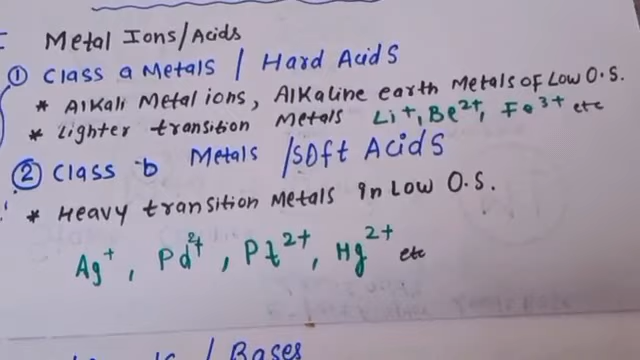 Metal Ions/Acids
① Class a Metals / Hard Acids
* Alkali Metal ions, Alkaline earth Metals of Low O.S.
* Lighter transition Metals Li+, Be2+, Fe3+ etc
② Class b Metals / Soft Acids
* Heavy transition Metals in Low O.S.
Ag+, Pd2+, Pt2+, Hg2+ etc
/ Bases